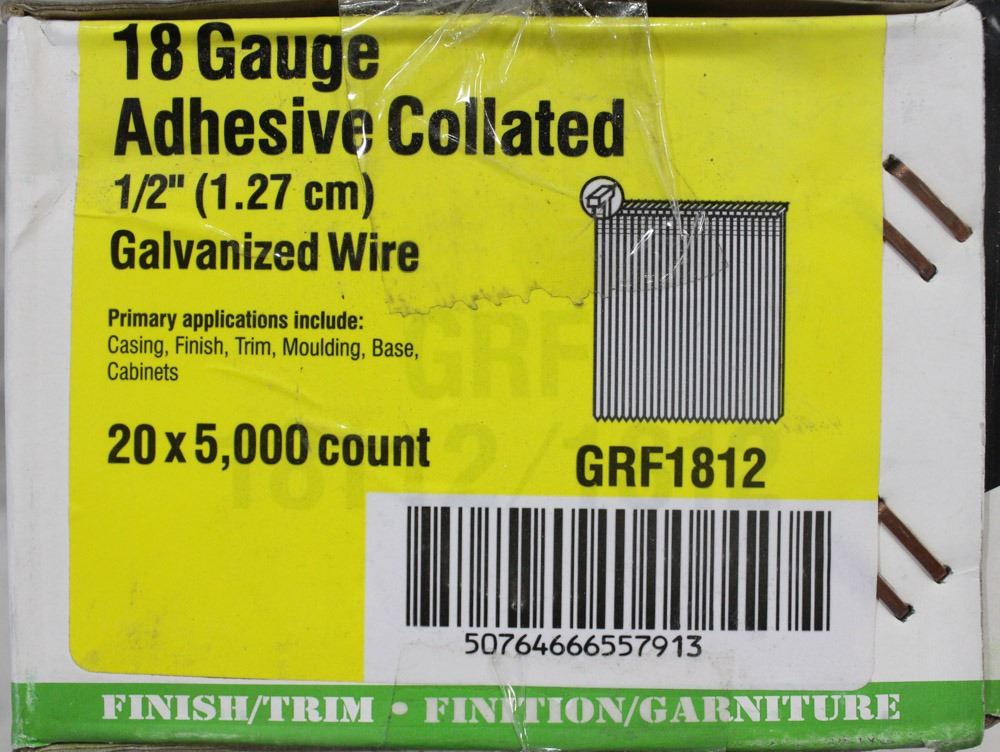 18 Gauge
Adhesive Collated
1/2" (1.27 cm)
Galvanized Wire
Primary applications include:
Casing, Finish, Trim, Moulding, Base,
Cabinets
20 x 5,000 count
GRF
GRF1812
50764666557913
FINISH/TRIM • FINITION/GARNITURE